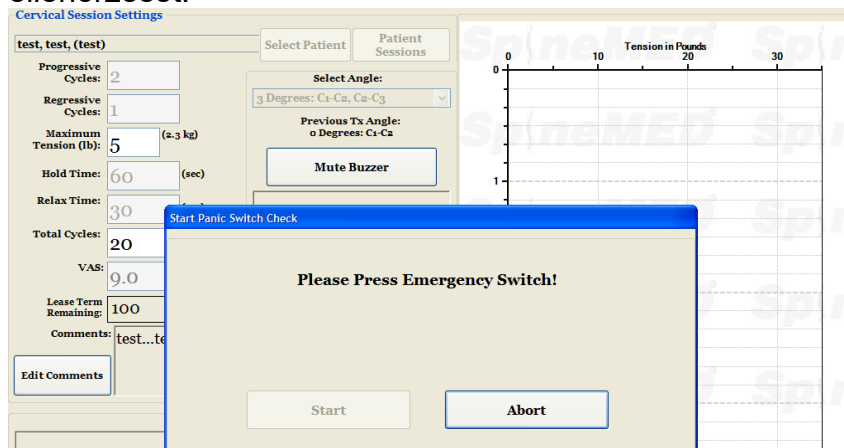 Cervical Session Settings
test, test, (test)
Select Patient
Patient
Sessions
Progressive
Cycles:
2
Regressive
Cycles:
1
Maximum
Tension (lb):
5
(2.3 kg)
Hold Time:
60
(sec)
Relax Time:
30
Total Cycles:
20
VAS:
9.0
Lease Term
Remaining:
100
Comments:
test...te
Edit Comments
Select Angle:
3 Degrees: C1-C2, C2-C3
Previous Tx Angle:
0 Degrees: C1-C2
Mute Buzzer
Start Panic Switch Check
Please Press Emergency Switch!
Start
Abort
Tension in Pounds
0
10
20
30
0
1
SpineMED
SpineMED